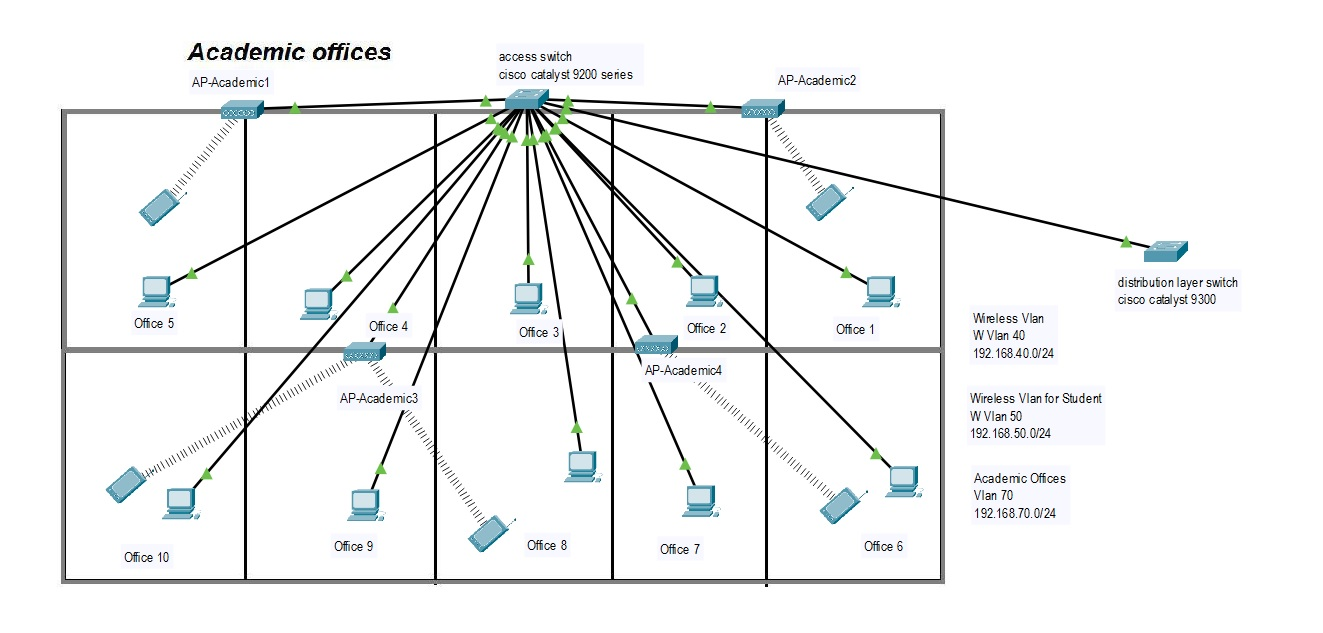 Academic offices
access switch
cisco catalyst 9200 series
AP-Academic1
AP-Academic2
distribution layer switch
cisco catalyst 9300
Office 5
Office 4
Office 3
Office 2
Office 1
Wireless Vlan
W Vlan 40
192.168.40.0/24
AP-Academic3
AP-Academic4
Wireless Vlan for Student
W Vlan 50
192.168.50.0/24
Academic Offices
Vlan 70
192.168.70.0/24
Office 10
Office 9
Office 8
Office 7
Office 6